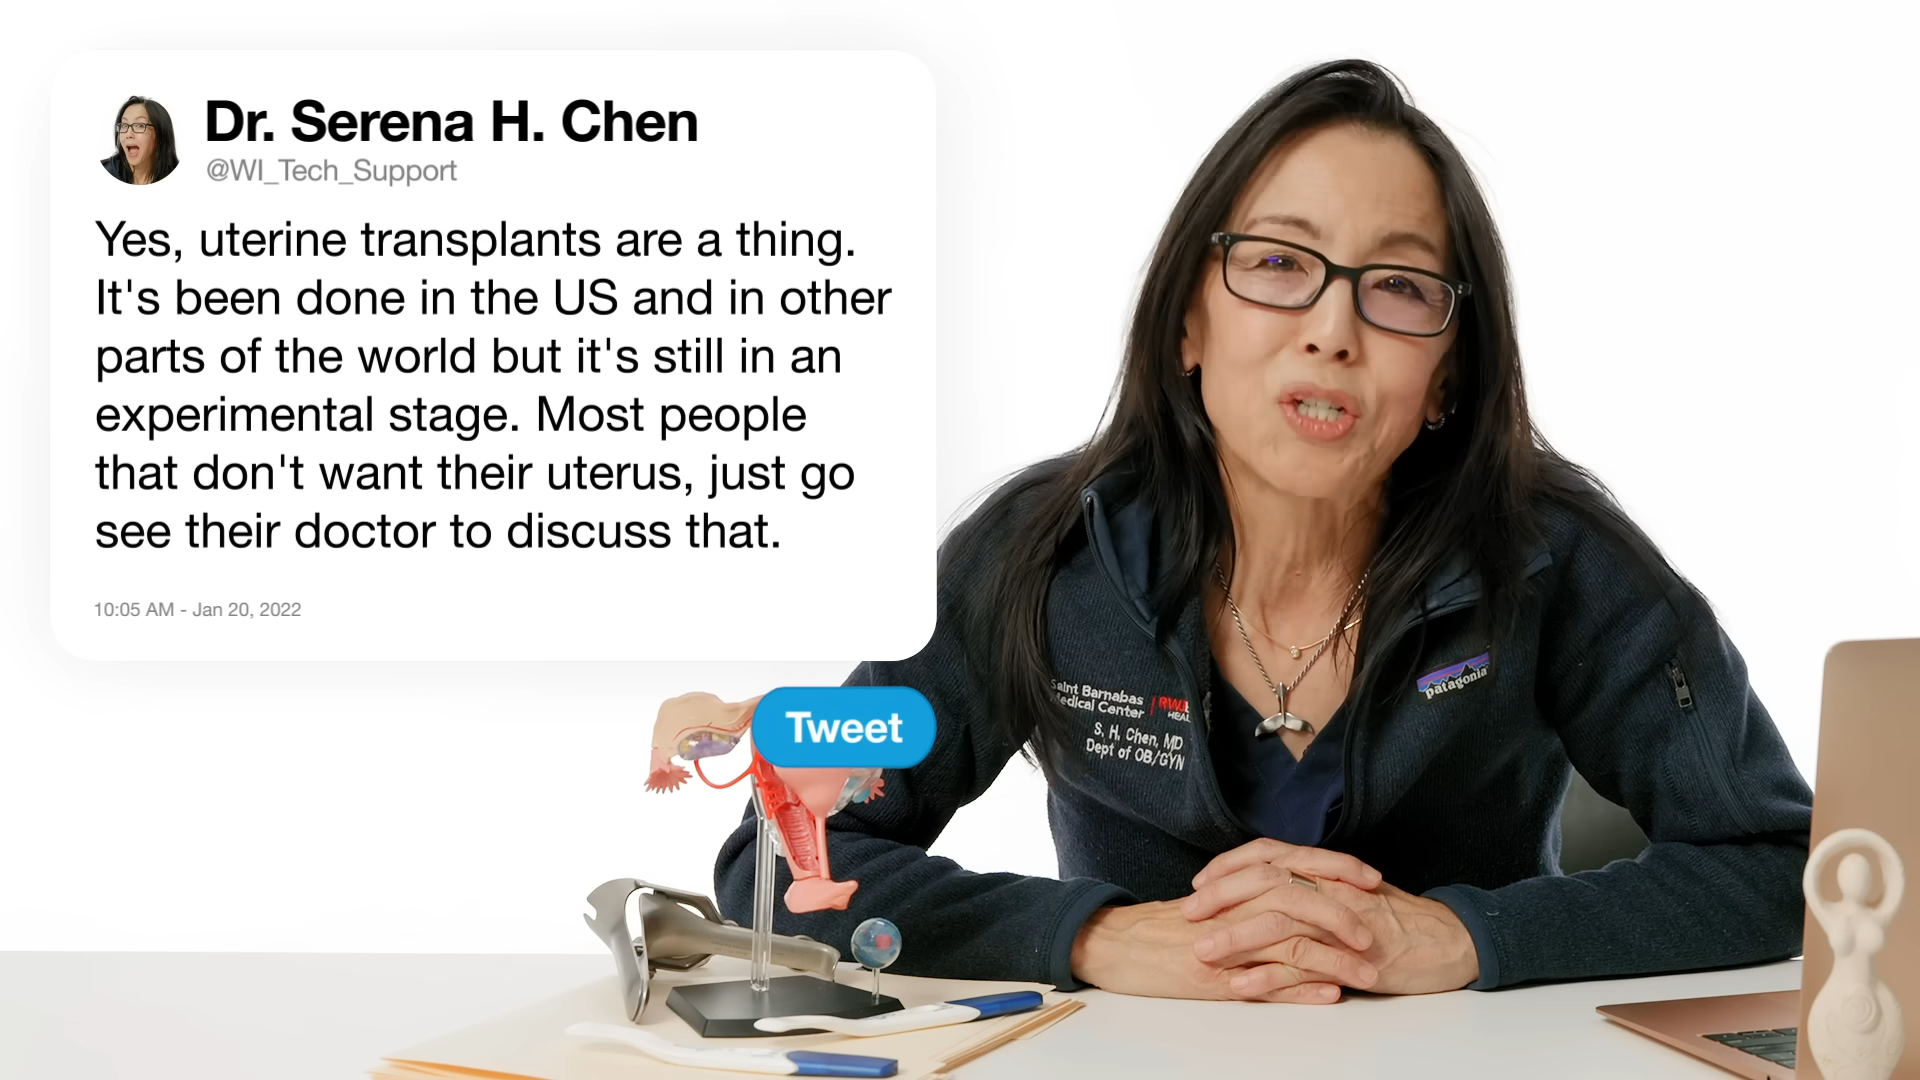 Dr. Serena H. Chen
@WI_Tech_Support
Yes, uterine transplants are a thing.
It's been done in the US and in other
parts of the world but it's still in an
experimental stage. Most people
that don't want their uterus, just go
see their doctor to discuss that.
10:05 AM - Jan 20, 2022
Tweet
Saint Barnabas
Medical Center
S. H. Chen, MD
Dept of OB/GYN
patagonia